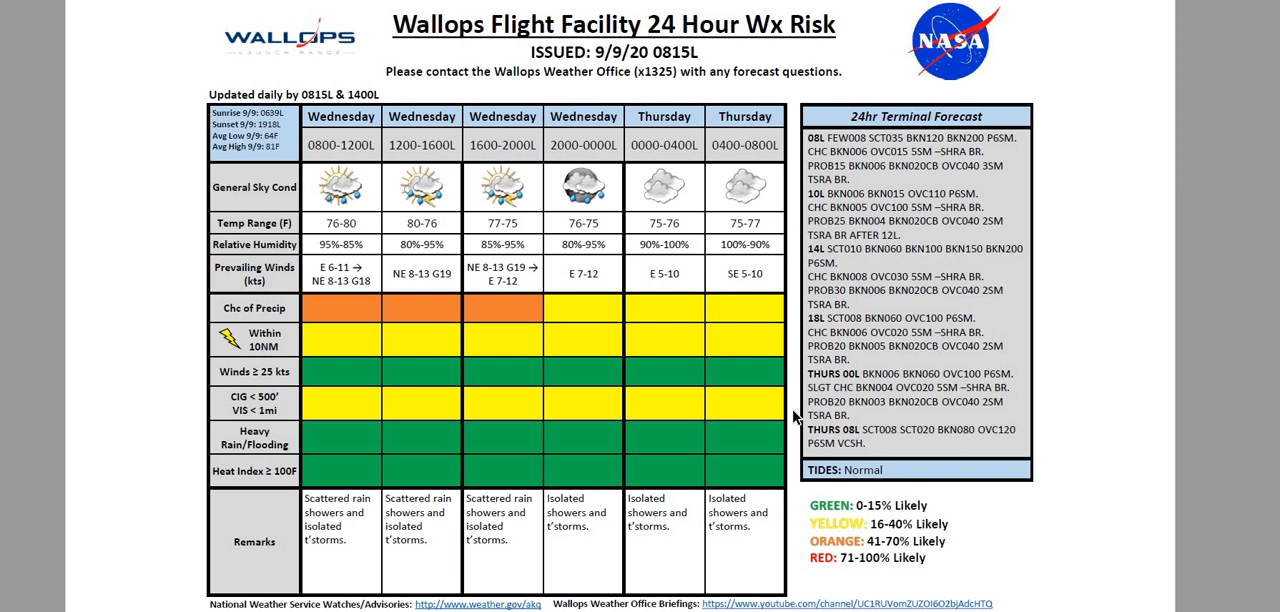 WALLOPS
LAUNCH RANGE
Wallops Flight Facility 24 Hour Wx Risk
ISSUED: 9/9/20 0815L
Please contact the Wallops Weather Office (x1325) with any forecast questions.
NASA
Updated daily by 0815L & 1400L
Sunrise 9/9: 0639L
Sunset 9/9: 1918L
Avg Low 9/9: 64F
Avg High 9/9: 81F
Wednesday Wednesday Wednesday Wednesday Thursday Thursday
0800-1200L 1200-1600L 1600-2000L 2000-0000L 0000-0400L 0400-0800L
General Sky Cond
Temp Range (F) 76-80 80-76 77-75 76-75 75-76 75-77
Relative Humidity 95%-85% 80%-95% 85%-95% 80%-95% 90%-100% 100%-90%
Prevailing Winds (kts) E 6-11 → NE 8-13 G18 NE 8-13 G19 NE 8-13 G19 → E 7-12 E 7-12 E 5-10 SE 5-10
Chc of Precip
Within
10NM
Winds ≥ 25 kts
CIG < 500'
VIS < 1mi
Heavy
Rain/Flooding
Heat Index ≥ 100F
Remarks
Scattered rain showers and isolated t'storms.
Scattered rain showers and isolated t'storms.
Scattered rain showers and isolated t'storms.
Isolated showers and t'storms.
Isolated showers and t'storms.
Isolated showers and t'storms.
24hr Terminal Forecast
08L FEW008 SCT035 BKN120 BKN200 P6SM.
CHC BKN006 OVC015 5SM –SHRA BR.
PROB15 BKN006 BKN020CB OVC040 3SM
TSRA BR.
10L BKN006 BKN015 OVC110 P6SM.
CHC BKN005 OVC100 5SM –SHRA BR.
PROB25 BKN004 BKN020CB OVC040 2SM
TSRA BR AFTER 12L.
14L SCT010 BKN060 BKN100 BKN150 BKN200
P6SM.
CHC BKN008 OVC030 5SM –SHRA BR.
PROB30 BKN006 BKN020CB OVC040 2SM
TSRA BR.
18L SCT008 BKN060 OVC100 P6SM.
CHC BKN006 OVC020 5SM –SHRA BR.
PROB20 BKN005 BKN020CB OVC040 2SM
TSRA BR.
THURS 00L BKN006 BKN060 OVC100 P6SM.
SLGT CHC BKN004 OVC020 5SM –SHRA BR.
PROB20 BKN003 BKN020CB OVC040 2SM
TSRA BR.
THURS 08L SCT008 SCT020 BKN080 OVC120
P6SM VCSH.
TIDES: Normal
GREEN: 0-15% Likely
YELLOW: 16-40% Likely
ORANGE: 41-70% Likely
RED: 71-100% Likely
National Weather Service Watches/Advisories: http://www.weather.gov/akq Wallops Weather Office Briefings: https://www.youtube.com/channel/UC1RUVomZUZOl6O2bjAdcHTQ